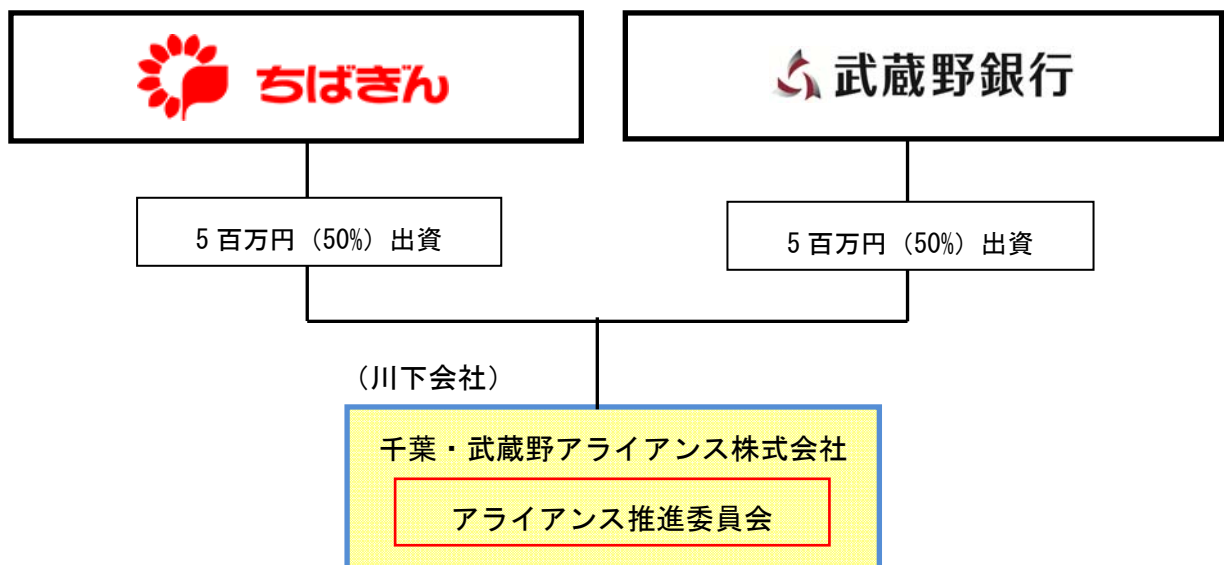 ちばぎん
武蔵野銀行
5百万円（50%）出資
5百万円（50%）出資
（川下会社）
千葉・武蔵野アライアンス株式会社
アライアンス推進委員会